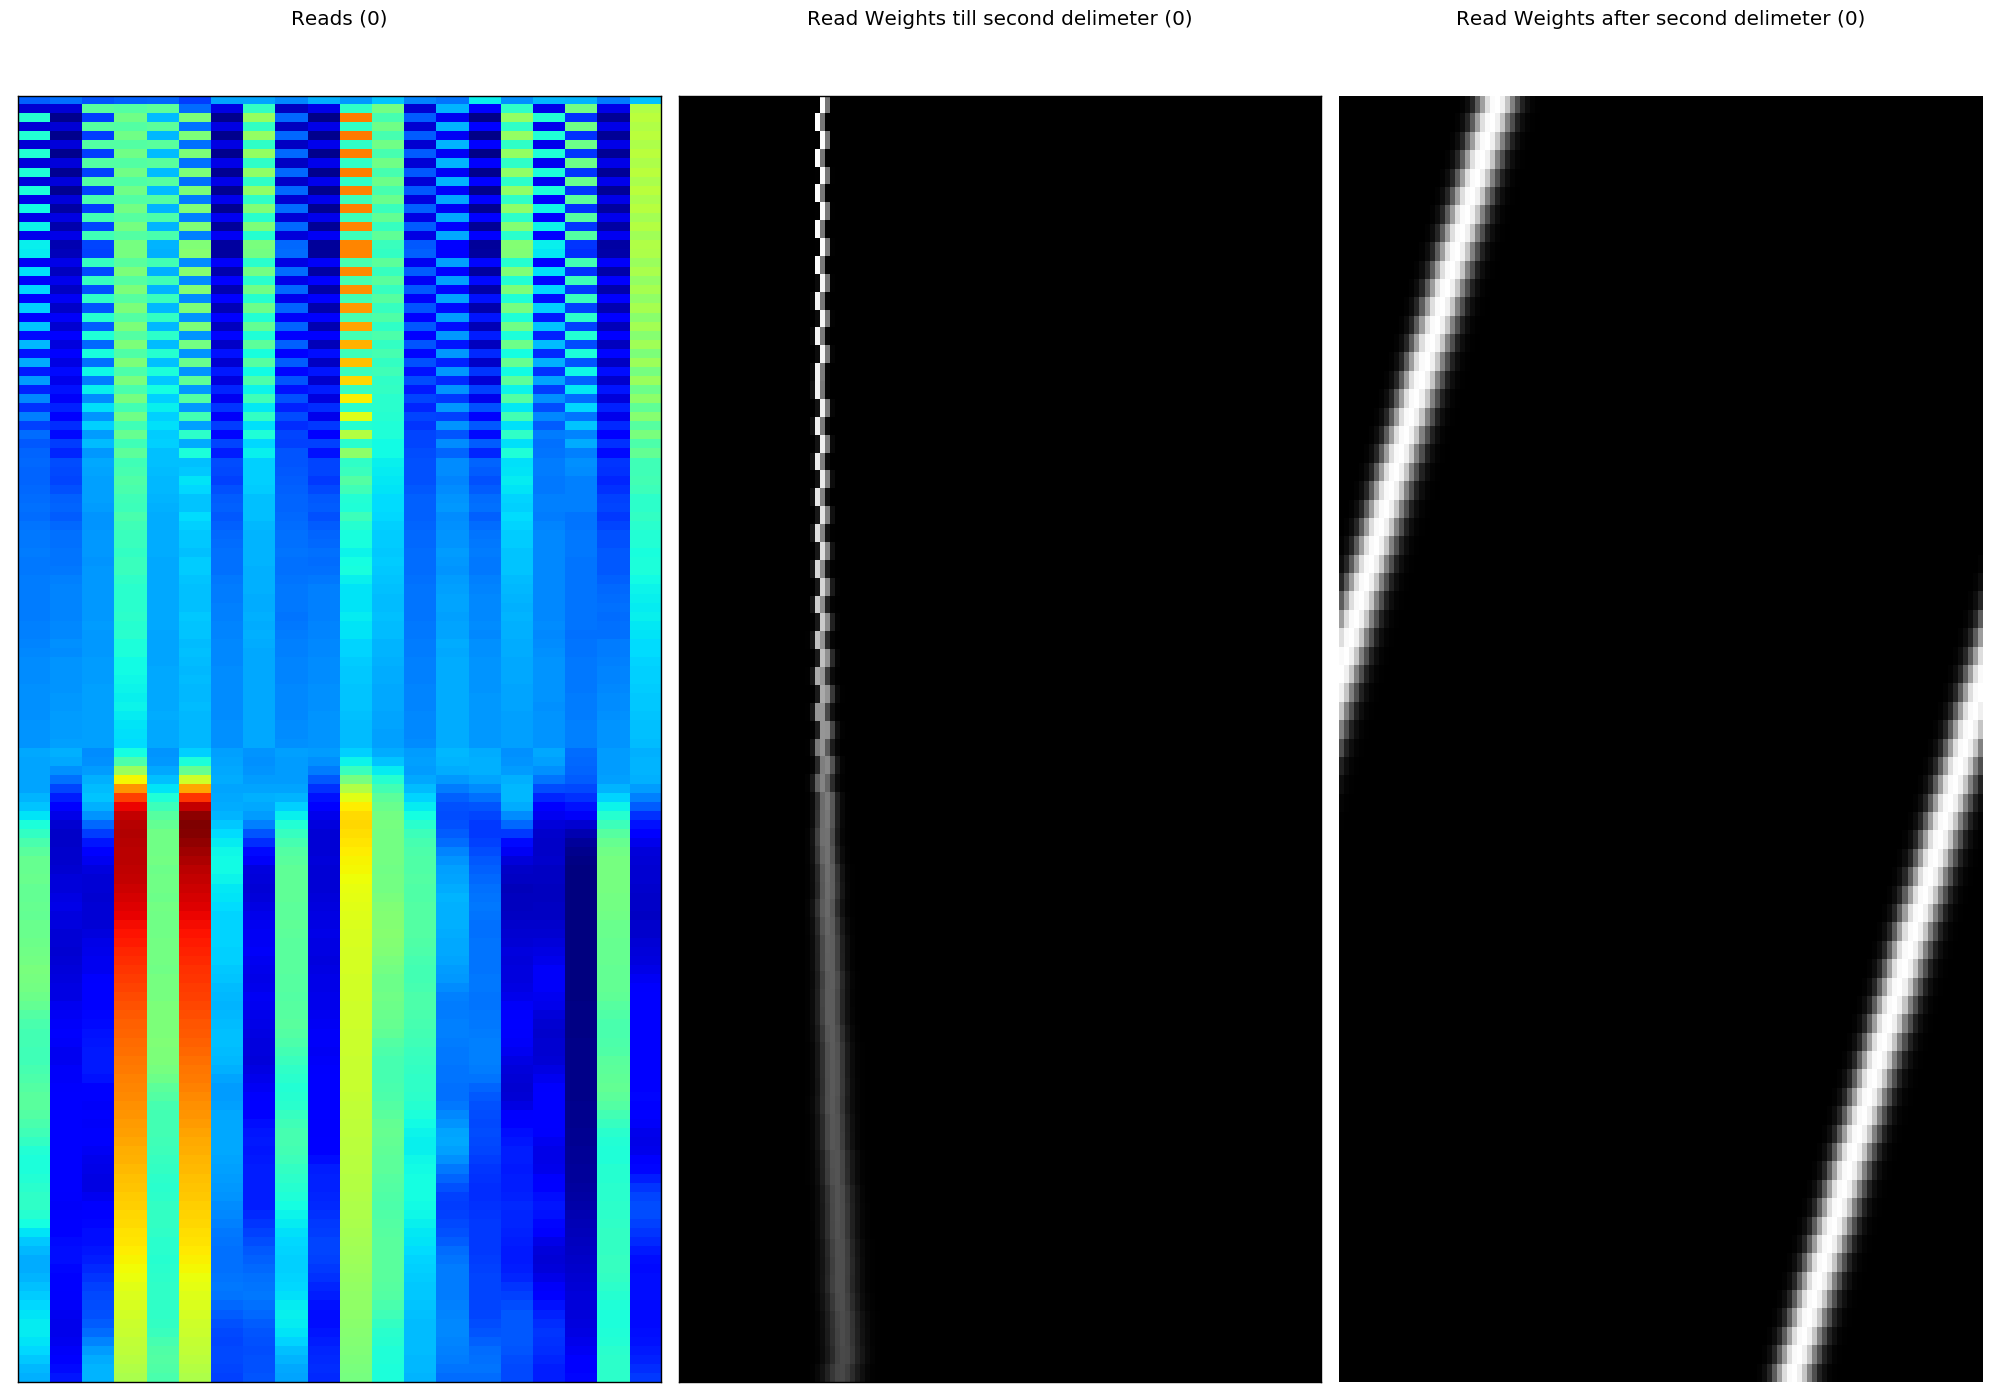 Reads (0)
Read Weights till second delimeter (0)
Read Weights after second delimeter (0)